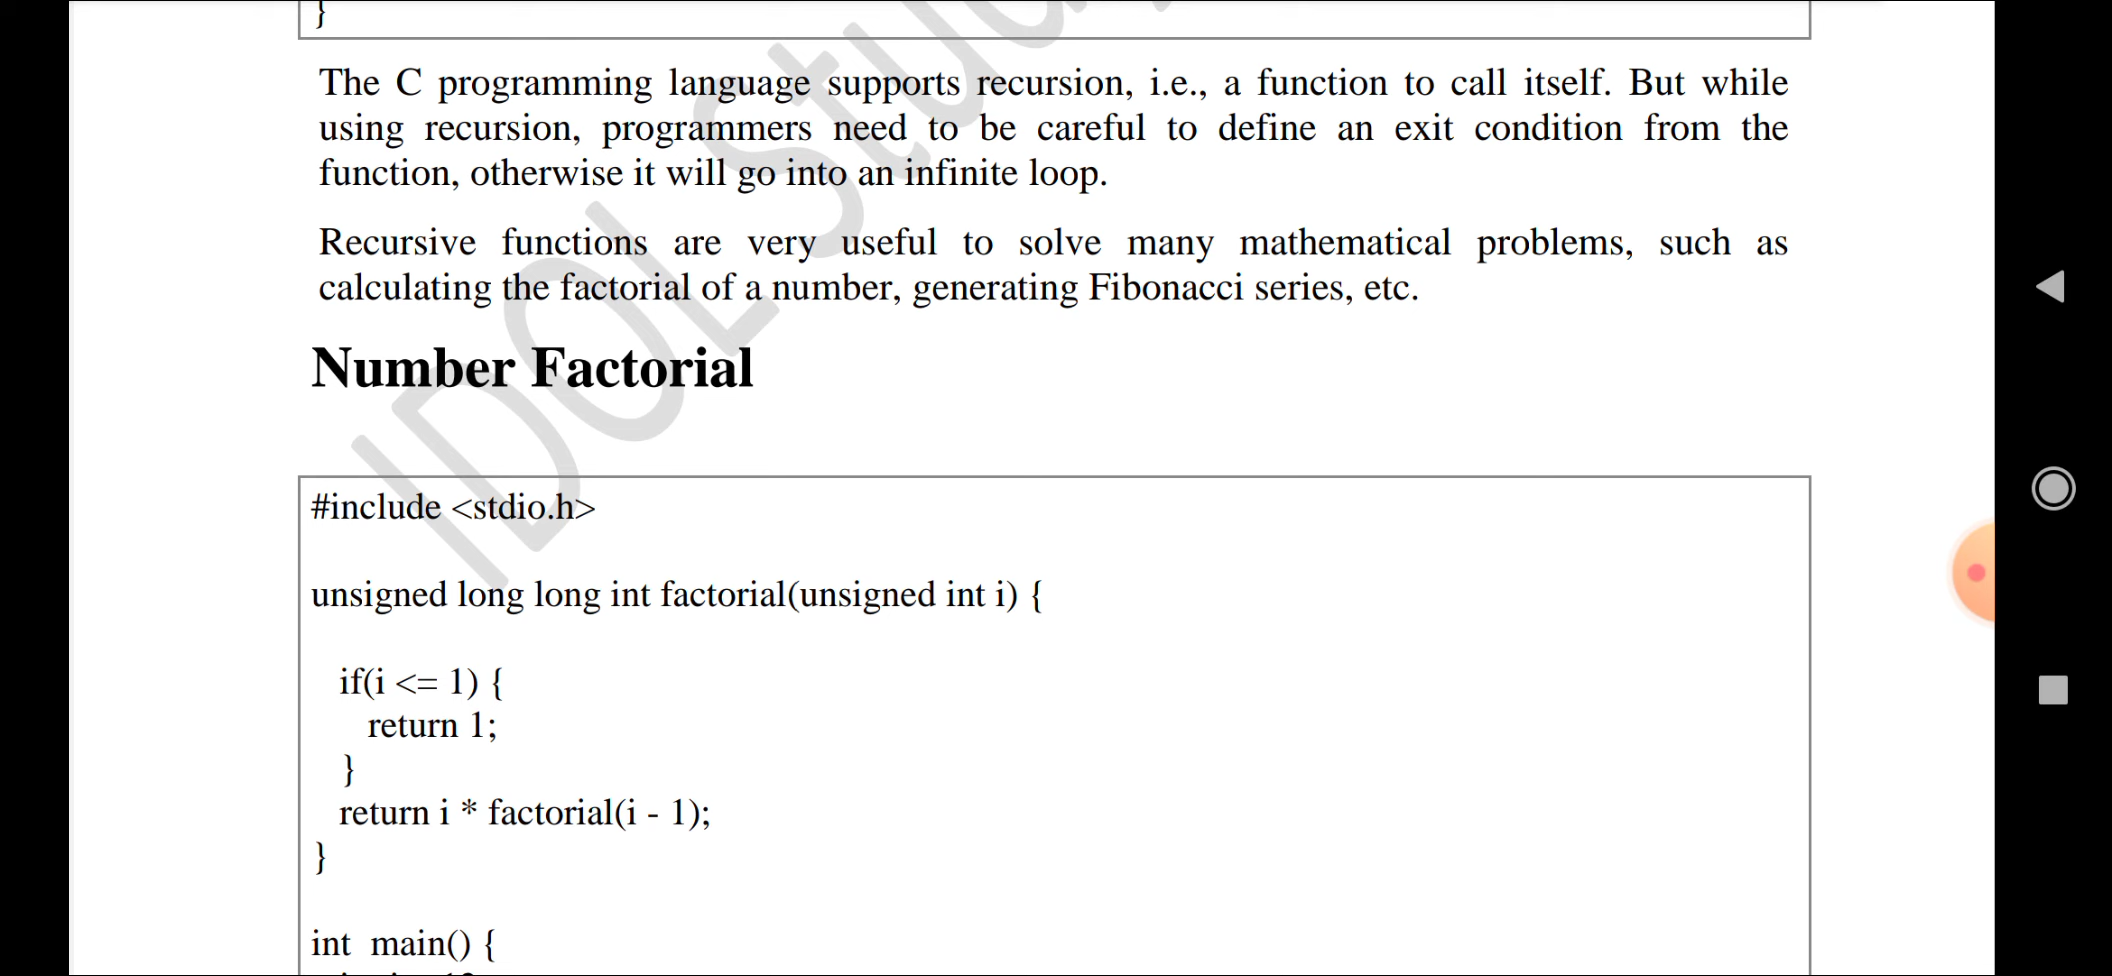 }
The C programming language supports recursion, i.e., a function to call itself. But while
using recursion, programmers need to be careful to define an exit condition from the
function, otherwise it will go into an infinite loop.
Recursive functions are very useful to solve many mathematical problems, such as
calculating the factorial of a number, generating Fibonacci series, etc.
Number Factorial
#include <stdio.h>
unsigned long long int factorial(unsigned int i) {
if(i <= 1) {
return 1;
}
return i * factorial(i - 1);
}
int  main() {
IDOL